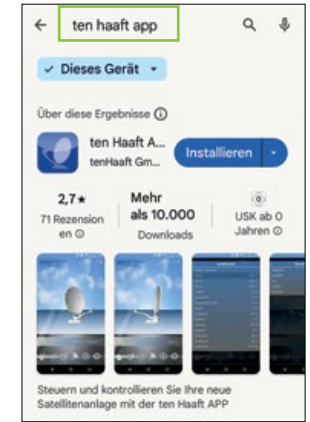 ten haaft app
Dieses Gerät
Über diese Ergebnisse
ten Haaft A...
tenHaaft Gm...
Installieren
2,7★
71 Rezension
en
Mehr
als 10.000
Downloads
USK ab 0
Jahren
Steuern und kontrollieren Sie Ihre neue
Satellitenanlage mit der ten Haaft APP